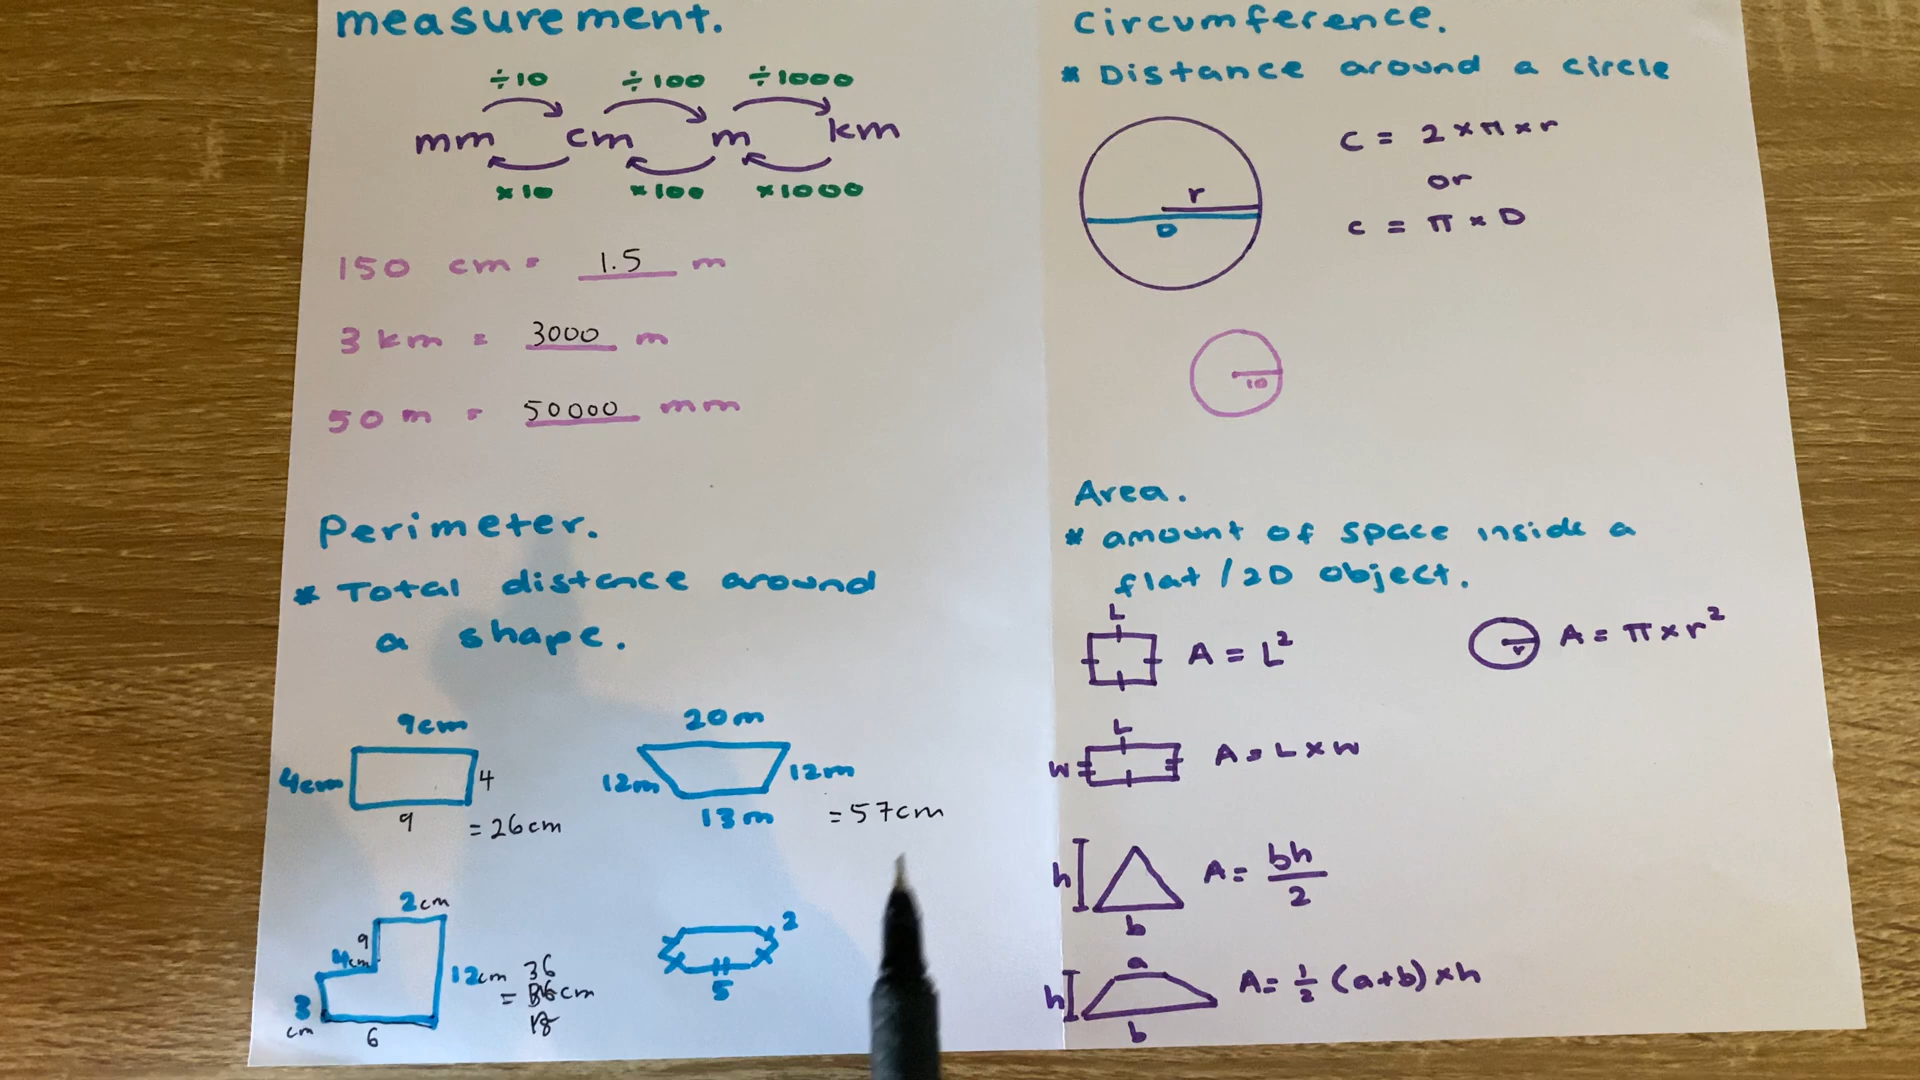 measurement.
÷10 ÷100 ÷1000
mm cm m km
×10 ×100 ×1000
150 cm = 1.5 m
3 km = 3000 m
50 m = 50000 mm
Perimeter.
* Total distance around
a shape.
9cm
4cm 4
9 = 26cm
20m
12m 12m
13m = 57cm
2cm
9
4cm
12cm 36
= cm
3
cm
6
2
5
circumference.
* Distance around a circle
r
D
C = 2 × π × r
or
c = π × D
10
Area.
* amount of space inside a
flat / 2D object.
L
A = L²
r A = π × r²
L
W A = L × W
h A = bh
2
b
a
h A = 1/2 (a+b) × h
b